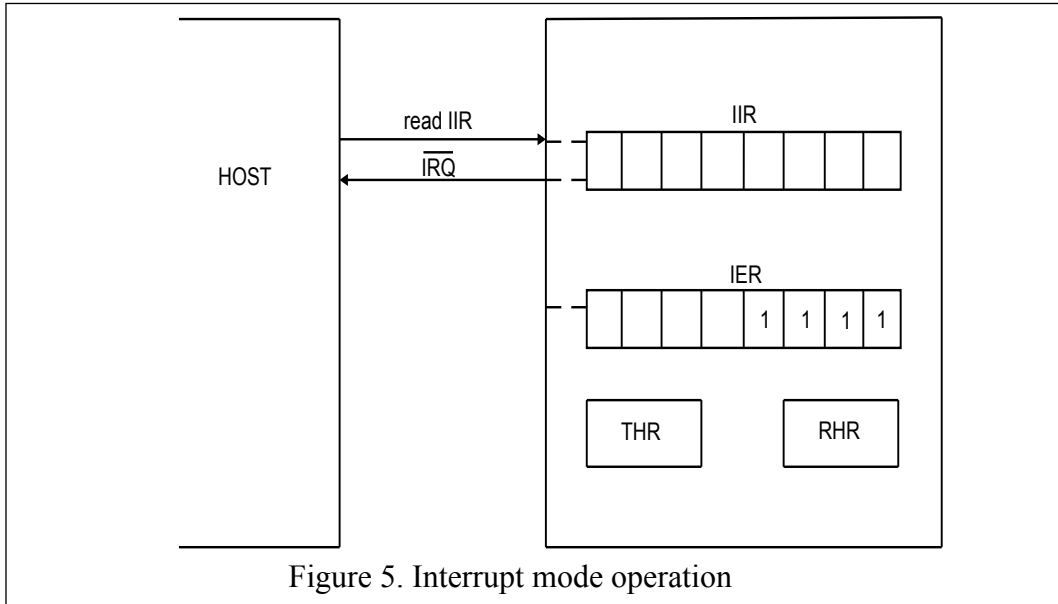 read IIR
IIR
HOST
IRQ
IER
1 1 1 1
THR RHR
Figure 5. Interrupt mode operation